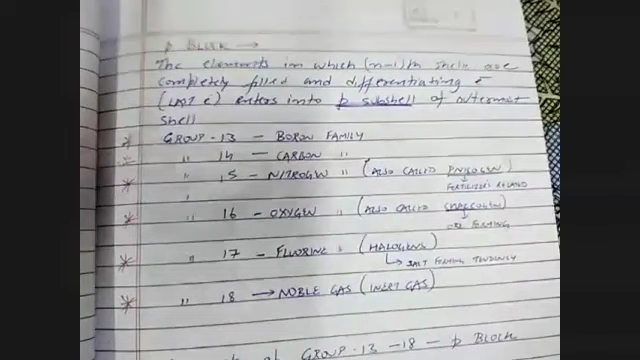 p BLOCK →
The elements in which (n-1)th shell are
completely filled and differentiating e⁻
(LAST e⁻) enters into p subshell of outermost
shell
* GROUP-13 - BORON FAMILY
* " 14 - CARBON "
* " 15 - NITROGEN " (ALSO CALLED PNICOGEN)
FERTILIZERS RELATED
* " 16 - OXYGEN " (ALSO CALLED CHALCOGEN)
ORE FORMING
* " 17 - FLUORINE " (HALOGENS)
↳ SALT FORMING TENDENCY
* " 18 → NOBLE GAS (INERT GAS)
of GROUP-13-18 - p BLOCK